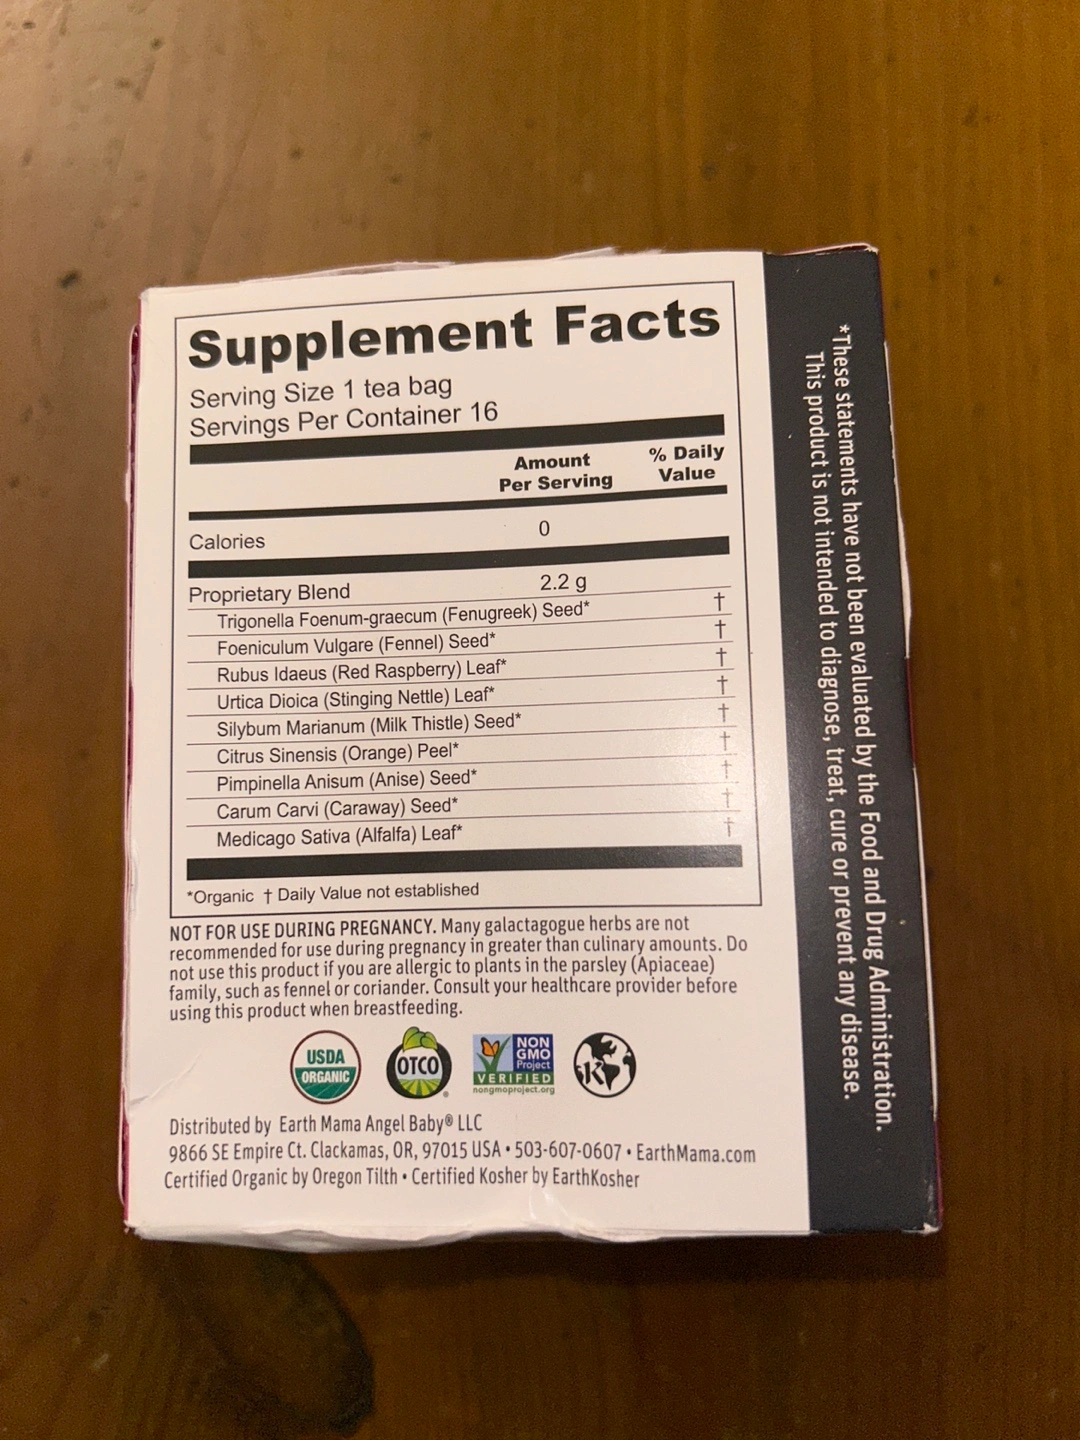 Supplement Facts
Serving Size 1 tea bag
Servings Per Container 16
Amount Per Serving % Daily Value
Calories 0
Proprietary Blend 2.2 g
Trigonella Foenum-graecum (Fenugreek) Seed* †
Foeniculum Vulgare (Fennel) Seed* †
Rubus Idaeus (Red Raspberry) Leaf* †
Urtica Dioica (Stinging Nettle) Leaf* †
Silybum Marianum (Milk Thistle) Seed* †
Citrus Sinensis (Orange) Peel* †
Pimpinella Anisum (Anise) Seed* †
Carum Carvi (Caraway) Seed* †
Medicago Sativa (Alfalfa) Leaf* †
*Organic † Daily Value not established
NOT FOR USE DURING PREGNANCY. Many galactagogue herbs are not
recommended for use during pregnancy in greater than culinary amounts. Do
not use this product if you are allergic to plants in the parsley (Apiaceae)
family, such as fennel or coriander. Consult your healthcare provider before
using this product when breastfeeding.
USDA
ORGANIC
OTCO
NON
GMO
Project
VERIFIED
nongmoproject.org
K
Distributed by Earth Mama Angel Baby® LLC
9866 SE Empire Ct. Clackamas, OR, 97015 USA • 503-607-0607 • EarthMama.com
Certified Organic by Oregon Tilth • Certified Kosher by EarthKosher
*These statements have not been evaluated by the Food and Drug Administration.
This product is not intended to diagnose, treat, cure or prevent any disease.